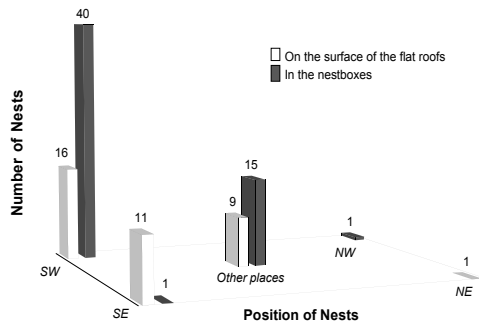 40
On the surface of the flat roofs
In the nestboxes
Number of Nests
16
15
11
9
1
1
1
SW
SE
Other places
NW
NE
Position of Nests